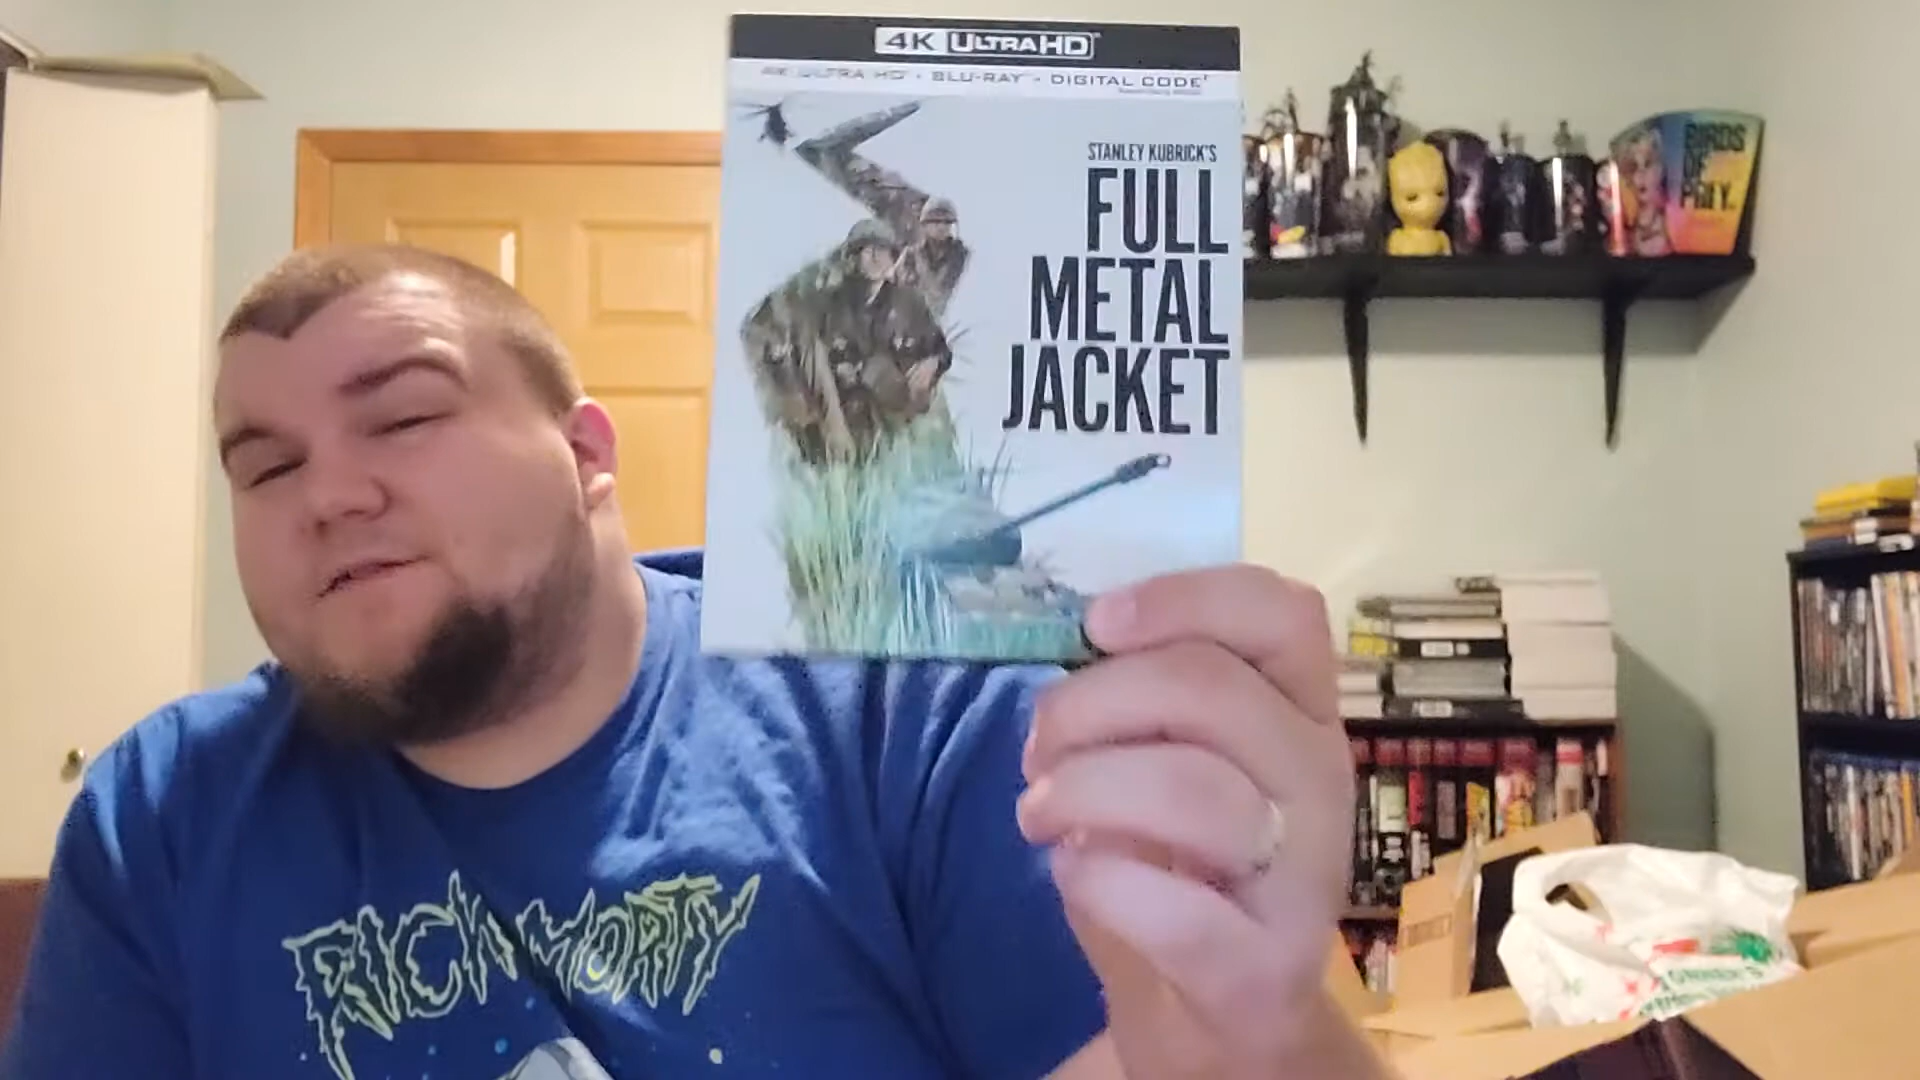 4K ULTRA HD
4K ULTRA HD • BLU-RAY • DIGITAL CODE
STANLEY KUBRICK'S
FULL
METAL
JACKET
BIRDS
OF
PREY.
RICK MORTY